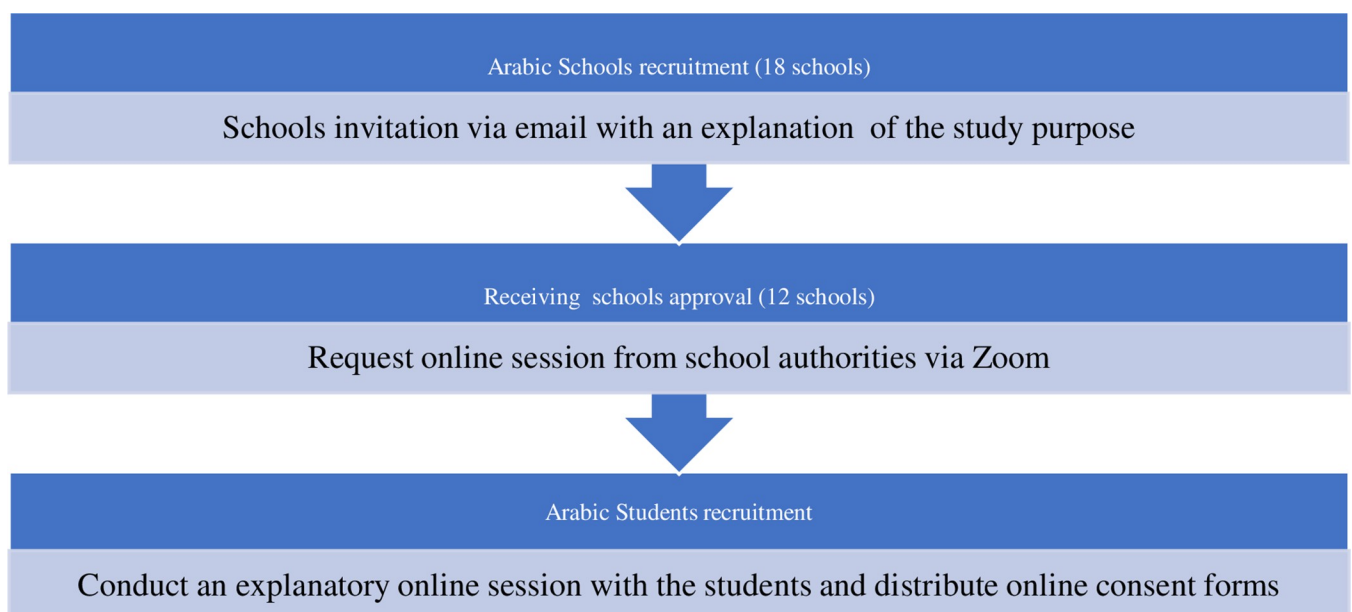 Arabic Schools recruitment (18 schools)
Schools invitation via email with an explanation of the study purpose
Receiving schools approval (12 schools)
Request online session from school authorities via Zoom
Arabic Students recruitment
Conduct an explanatory online session with the students and distribute online consent forms